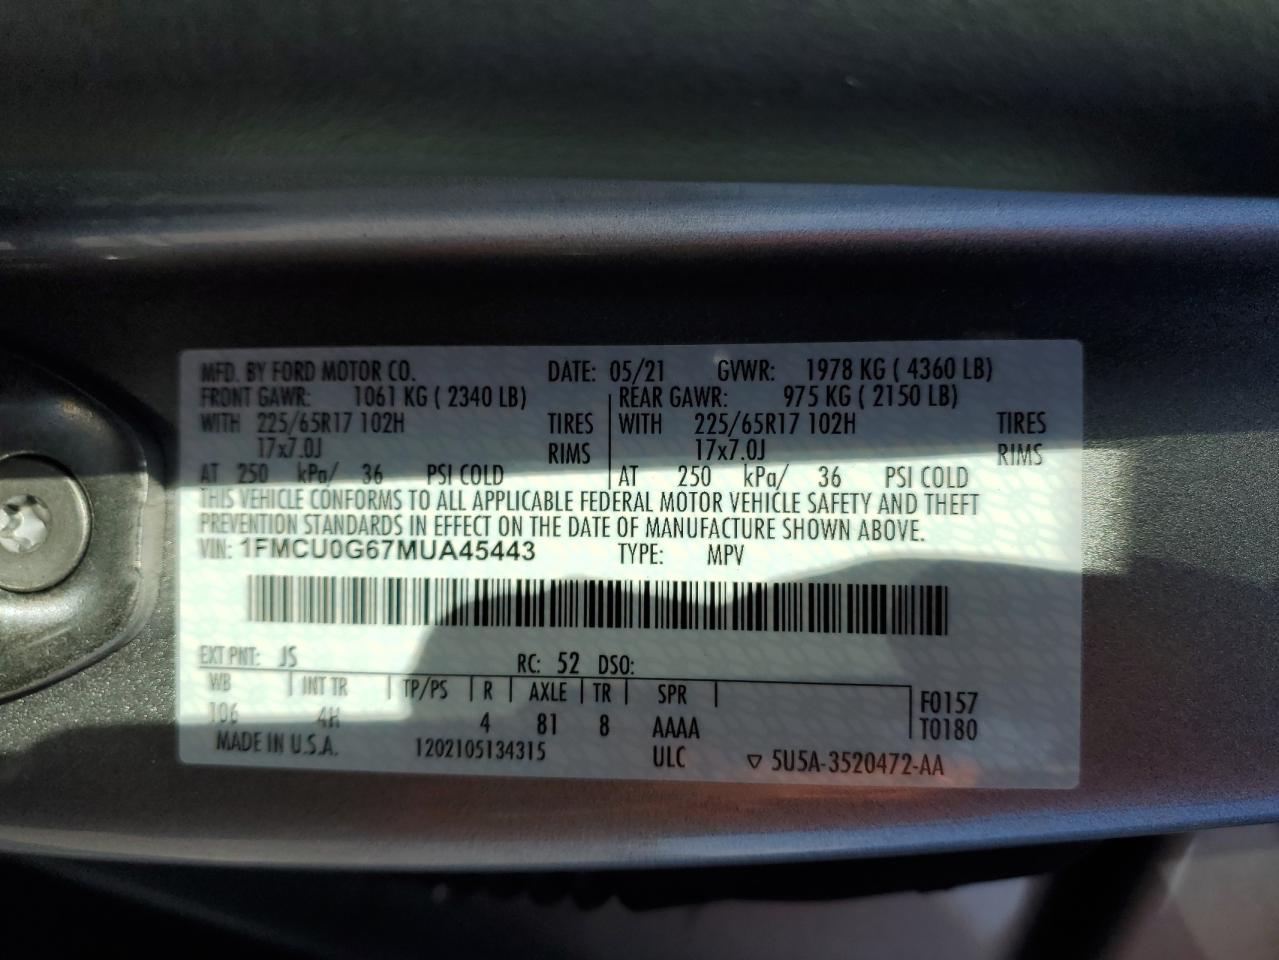 MFD. BY FORD MOTOR CO. DATE: 05/21 GVWR: 1978 KG ( 4360 LB)
FRONT GAWR: 1061 KG ( 2340 LB) REAR GAWR: 975 KG ( 2150 LB)
WITH 225/65R17 102H TIRES WITH 225/65R17 102H TIRES
17x7.0J RIMS 17x7.0J RIMS
AT 250 kPa/ 36 PSI COLD AT 250 kPa/ 36 PSI COLD
THIS VEHICLE CONFORMS TO ALL APPLICABLE FEDERAL MOTOR VEHICLE SAFETY AND THEFT
PREVENTION STANDARDS IN EFFECT ON THE DATE OF MANUFACTURE SHOWN ABOVE.
VIN: 1FMCU0G67MUA45443 TYPE: MPV
EXT PNT: JS RC: 52 DSO:
WB INT TR TP/PS R AXLE TR SPR F0157
106 4H 4 81 8 AAAA T0180
MADE IN U.S.A. 1202105134315 ULC ▽ 5U5A-3520472-AA